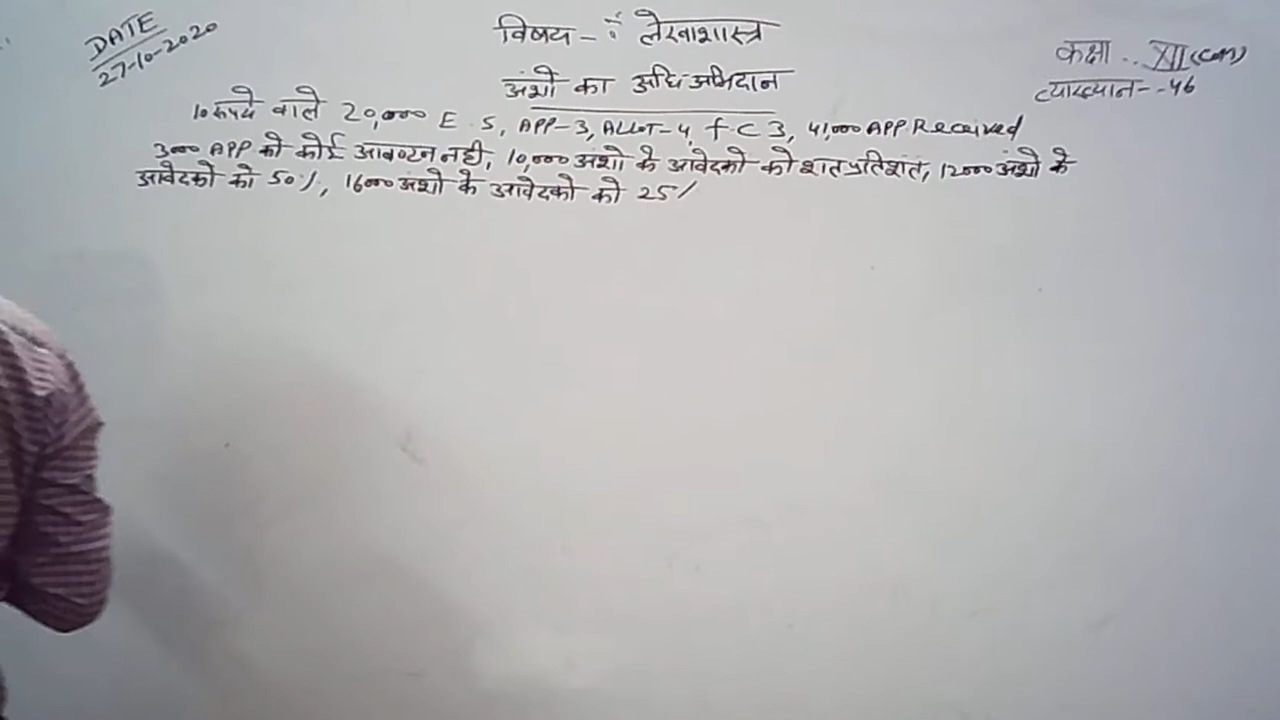 DATE
27-10-2020
विषय -: लेखाशास्त्र
कक्षा .. XII (com)
अंशो का अधिअभिदान
व्याख्यान - -46
10 रूपये वाले 20,000 E.S, APP-3, ALLOT-4, f C 3, 41,000 APP Received
3000 APP को कोई आवण्टन नही, 10,000 अंशो के आवेदको को शतप्रतिशत, 12000 अंशो के
आवेदको को 50%, 16000 अंशो के आवेदको को 25%